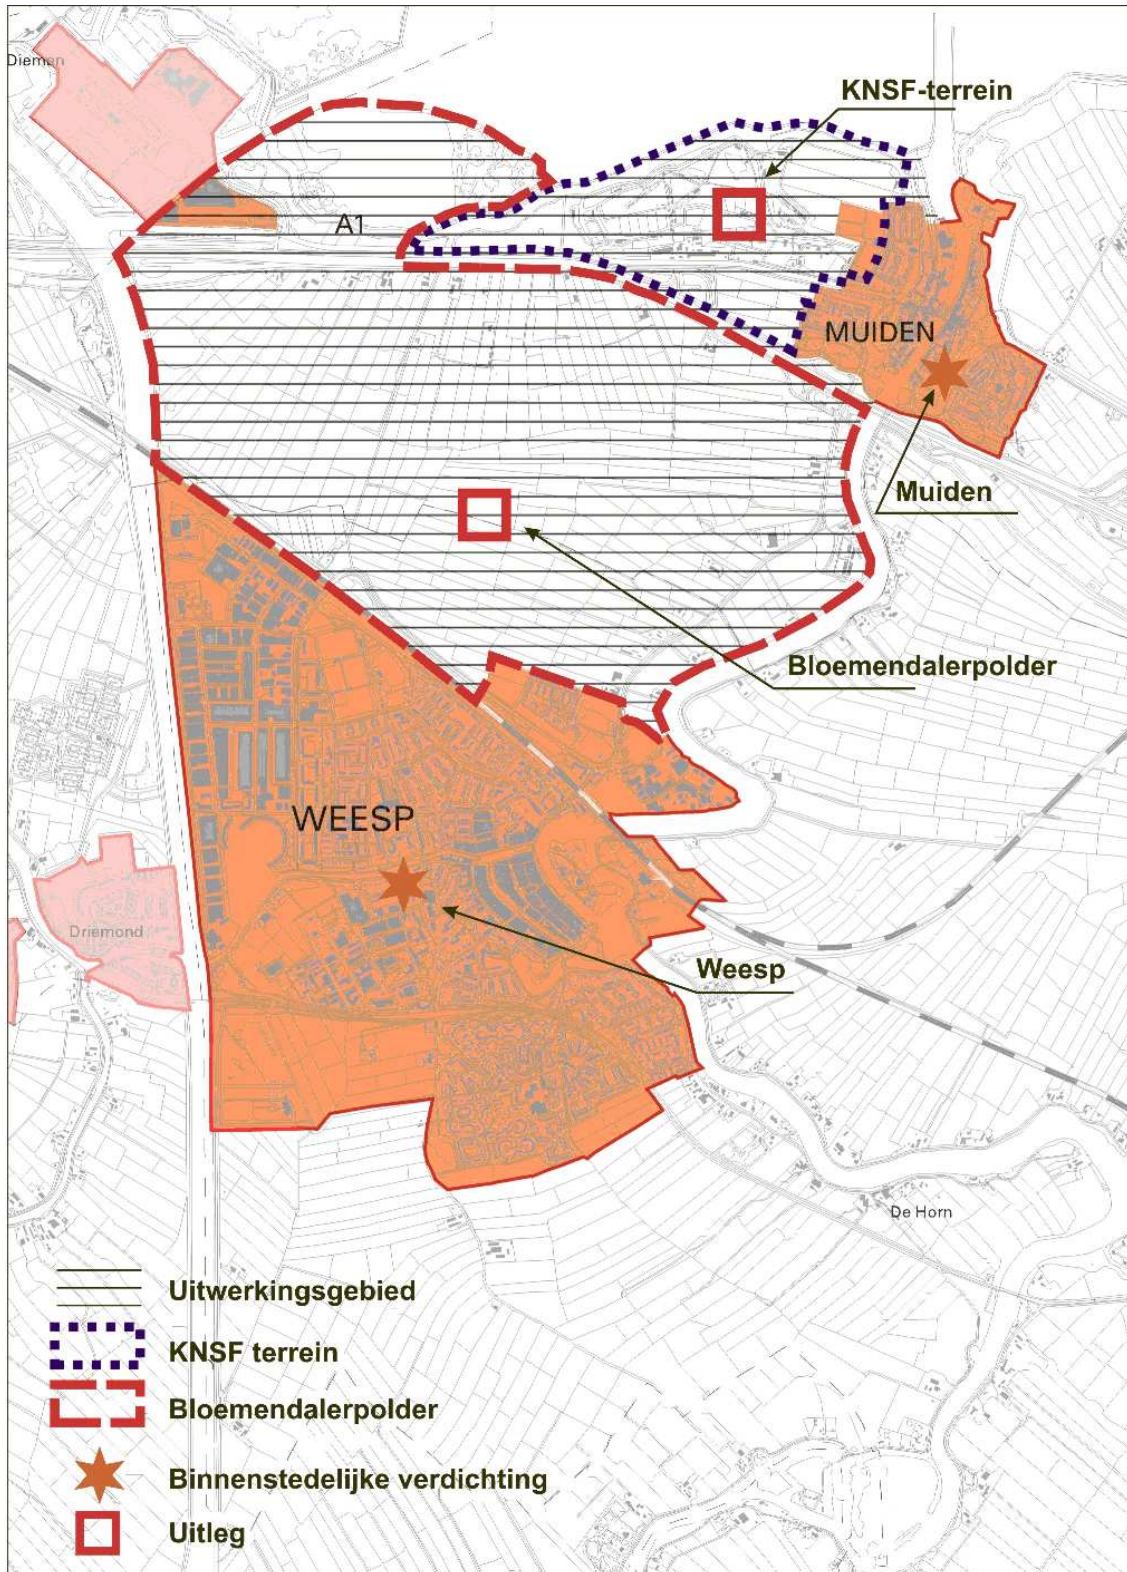 Diemen
KNSF-terrein
A1
MUIDEN
Muiden
Bloemendalerpolder
WEESP
Driemond
Weesp
De Horn
Uitwerkingsgebied
KNSF terrein
Bloemendalerpolder
Binnenstedelijke verdichting
Uitleg